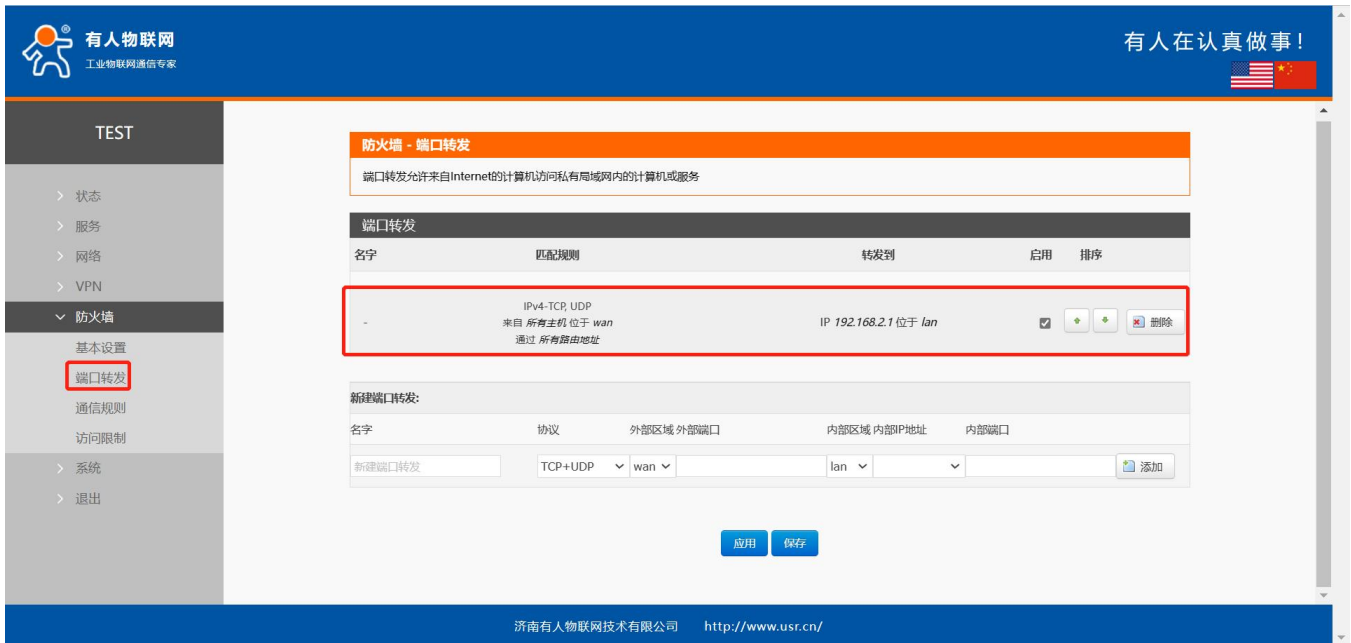 有人物联网
工业物联网通信专家
有人在认真做事!
TEST
状态
服务
网络
VPN
防火墙
基本设置
端口转发
通信规则
访问限制
系统
退出
防火墙 - 端口转发
端口转发允许来自Internet的计算机访问私有局域网内的计算机或服务
端口转发
名字 匹配规则 转发到 启用 排序
IPv4-TCP, UDP
- 来自 所有主机 位于 wan IP 192.168.2.1 位于 lan 删除
通过 所有路由地址
新建端口转发:
名字 协议 外部区域 外部端口 内部区域 内部IP地址 内部端口
新建端口转发 TCP+UDP wan lan 添加
应用 保存
济南有人物联网技术有限公司 http://www.usr.cn/